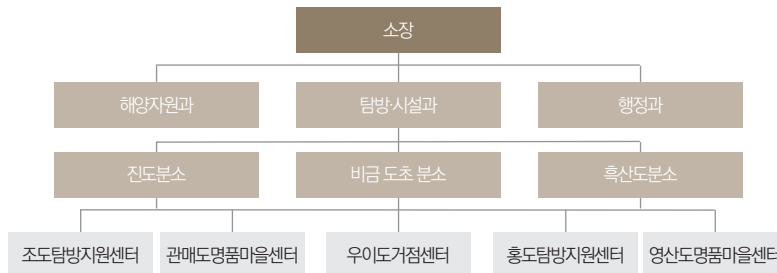 소장
해양자원과
탐방·시설과
행정과
진도분소
비금 도초 분소
흑산도분소
조도탐방지원센터
관매도명품마을센터
우이도거점센터
홍도탐방지원센터
영산도명품마을센터